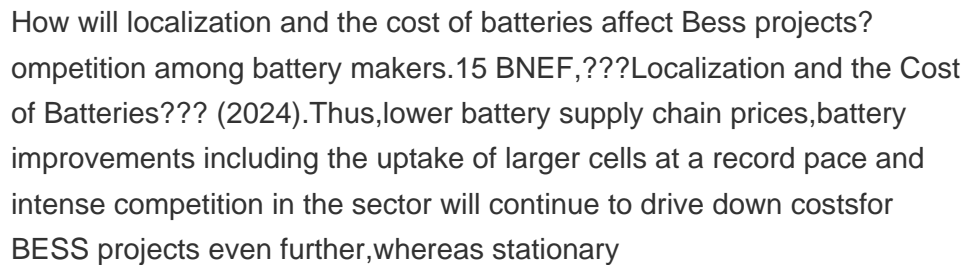 How will localization and the cost of batteries affect Bess projects?
ompetition among battery makers.15 BNEF,???Localization and the Cost
of Batteries??? (2024).Thus,lower battery supply chain prices,battery
improvements including the uptake of larger cells at a record pace and
intense competition in the sector will continue to drive down costsfor
BESS projects even further,whereas stationary